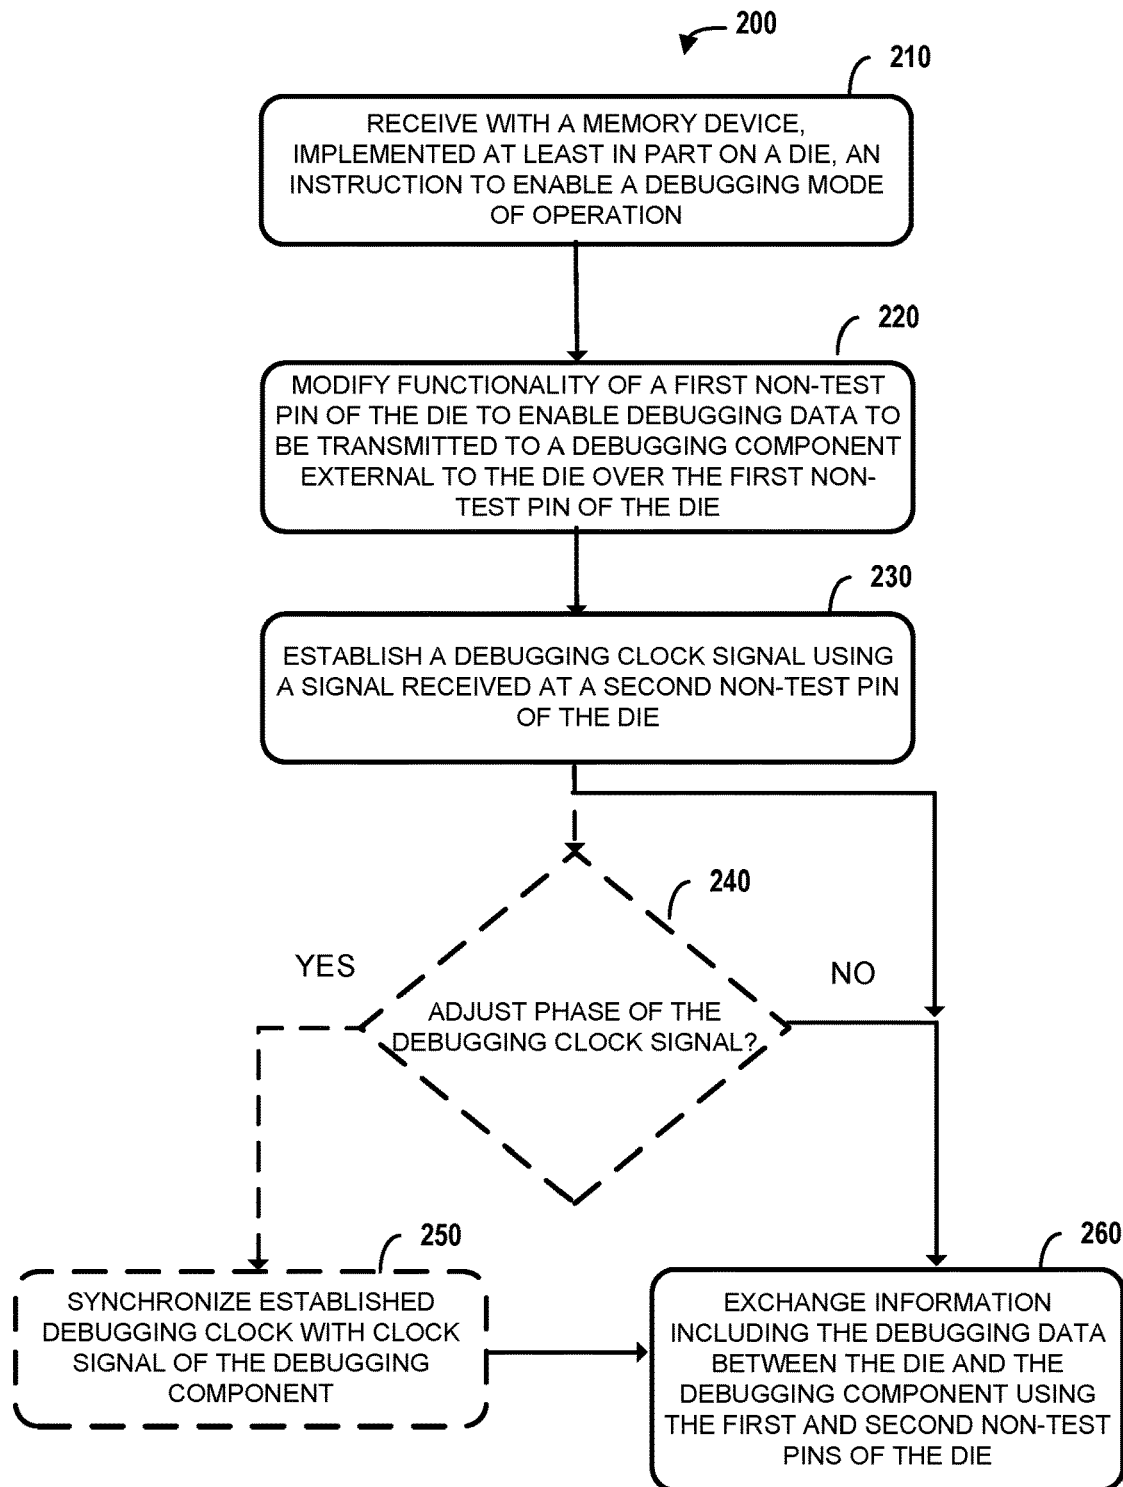 200
210
RECEIVE WITH A MEMORY DEVICE,
IMPLEMENTED AT LEAST IN PART ON A DIE, AN
INSTRUCTION TO ENABLE A DEBUGGING MODE
OF OPERATION
220
MODIFY FUNCTIONALITY OF A FIRST NON-TEST
PIN OF THE DIE TO ENABLE DEBUGGING DATA TO
BE TRANSMITTED TO A DEBUGGING COMPONENT
EXTERNAL TO THE DIE OVER THE FIRST NON-
TEST PIN OF THE DIE
230
ESTABLISH A DEBUGGING CLOCK SIGNAL USING
A SIGNAL RECEIVED AT A SECOND NON-TEST PIN
OF THE DIE
240
YES
NO
ADJUST PHASE OF THE
DEBUGGING CLOCK SIGNAL?
250
SYNCHRONIZE ESTABLISHED
DEBUGGING CLOCK WITH CLOCK
SIGNAL OF THE DEBUGGING
COMPONENT
260
EXCHANGE INFORMATION
INCLUDING THE DEBUGGING DATA
BETWEEN THE DIE AND THE
DEBUGGING COMPONENT USING
THE FIRST AND SECOND NON-TEST
PINS OF THE DIE